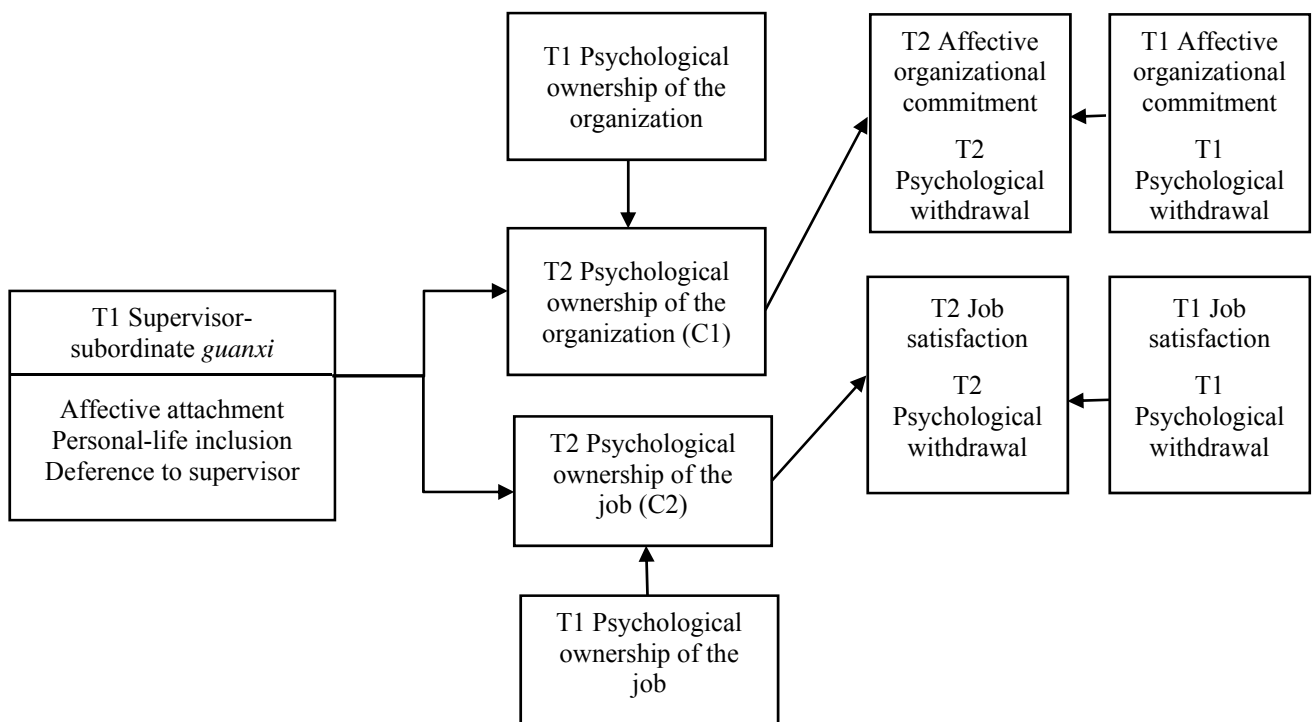 T1 Psychological
ownership of the
organization
T2 Affective
organizational
commitment
T2
Psychological
withdrawal
T1 Affective
organizational
commitment
T1
Psychological
withdrawal
T1 Supervisor-
subordinate guanxi
Affective attachment
Personal-life inclusion
Deference to supervisor
T2 Psychological
ownership of the
organization (C1)
T2 Job
satisfaction
T2
Psychological
withdrawal
T1 Job
satisfaction
T1
Psychological
withdrawal
T2 Psychological
ownership of the
job (C2)
T1 Psychological
ownership of the
job